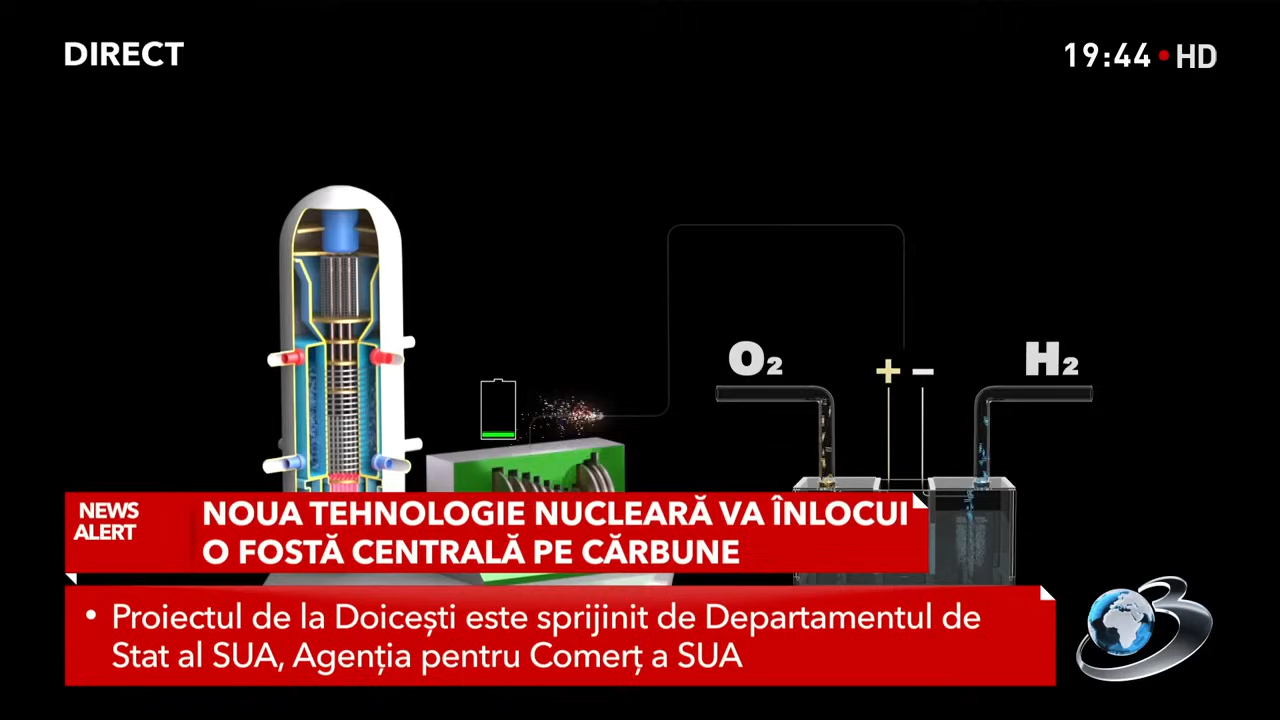 DIRECT
19:44 • HD
O₂
+ −
H₂
NEWS
ALERT
NOUA TEHNOLOGIE NUCLEARĂ VA ÎNLOCUI
O FOSTĂ CENTRALĂ PE CĂRBUNE
• Proiectul de la Doicești este sprijinit de Departamentul de
Stat al SUA, Agenția pentru Comerț a SUA
3